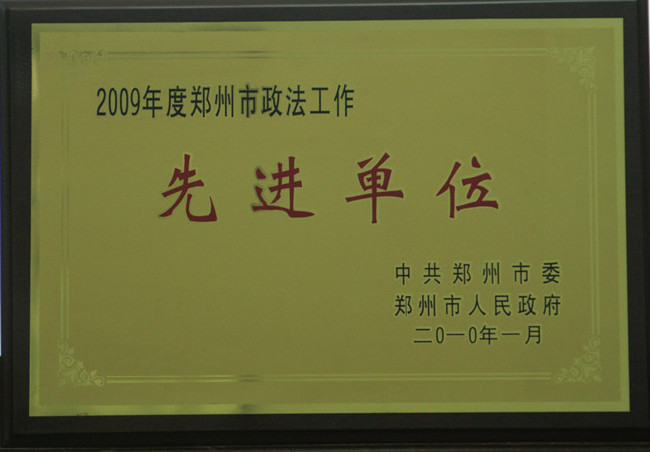 2009年度郑州市政法工作
先进单位
中共郑州市委
郑州市人民政府
二0一0年一月